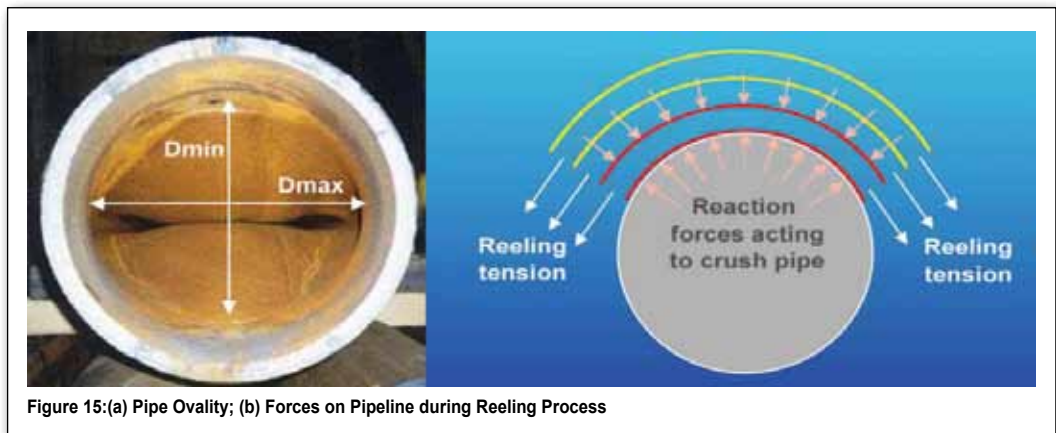 Dmin
Dmax
Reeling
tension
Reaction
forces acting
to crush pipe
Reeling
tension
Figure 15:(a) Pipe Ovality; (b) Forces on Pipeline during Reeling Process